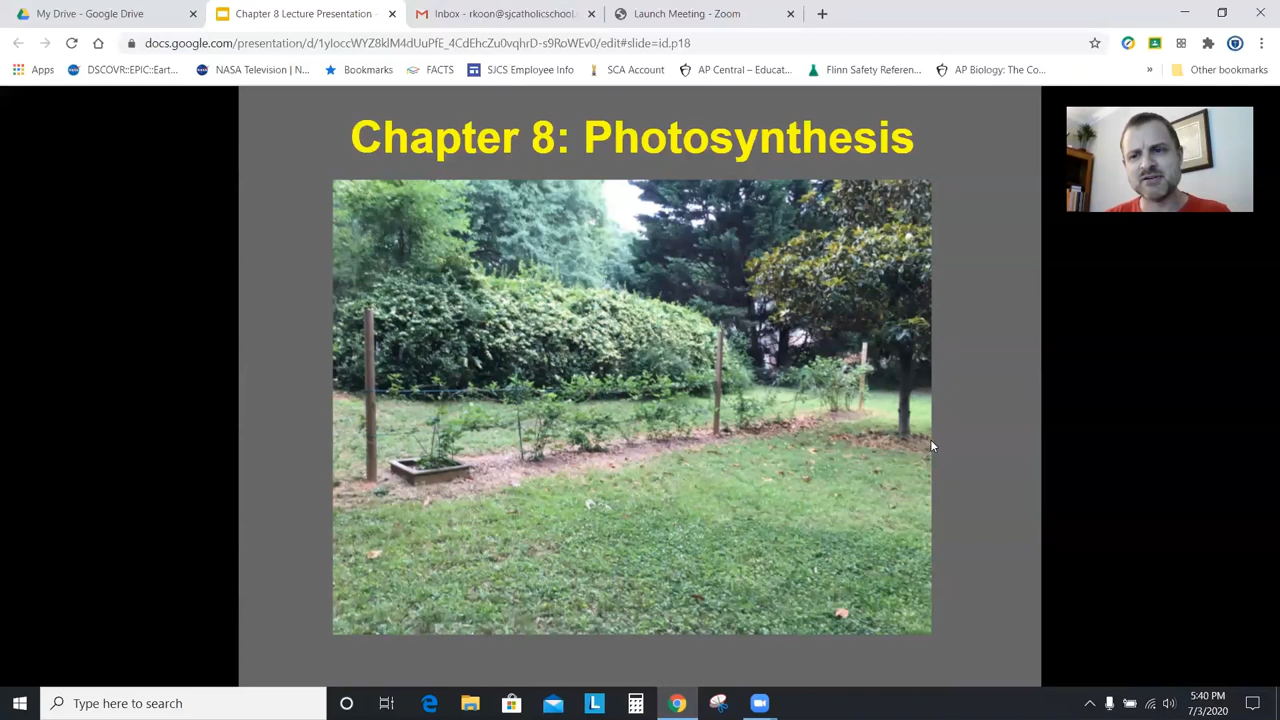 My Drive - Google Drive
Chapter 8 Lecture Presentation -
Inbox - rkoon@sjcatholicschool.
Launch Meeting - Zoom
docs.google.com/presentation/d/1yIoccWYZ8klM4dUuPfE_4CdEhcZu0vqhrD-s9RoWEv0/edit#slide=id.p18
Apps
DSCOVR::EPIC::Eart...
NASA Television | N...
Bookmarks
FACTS
SJCS Employee Info
SCA Account
AP Central – Educat...
Flinn Safety Referen...
AP Biology: The Co...
Other bookmarks
Chapter 8: Photosynthesis
Type here to search
5:40 PM
7/3/2020